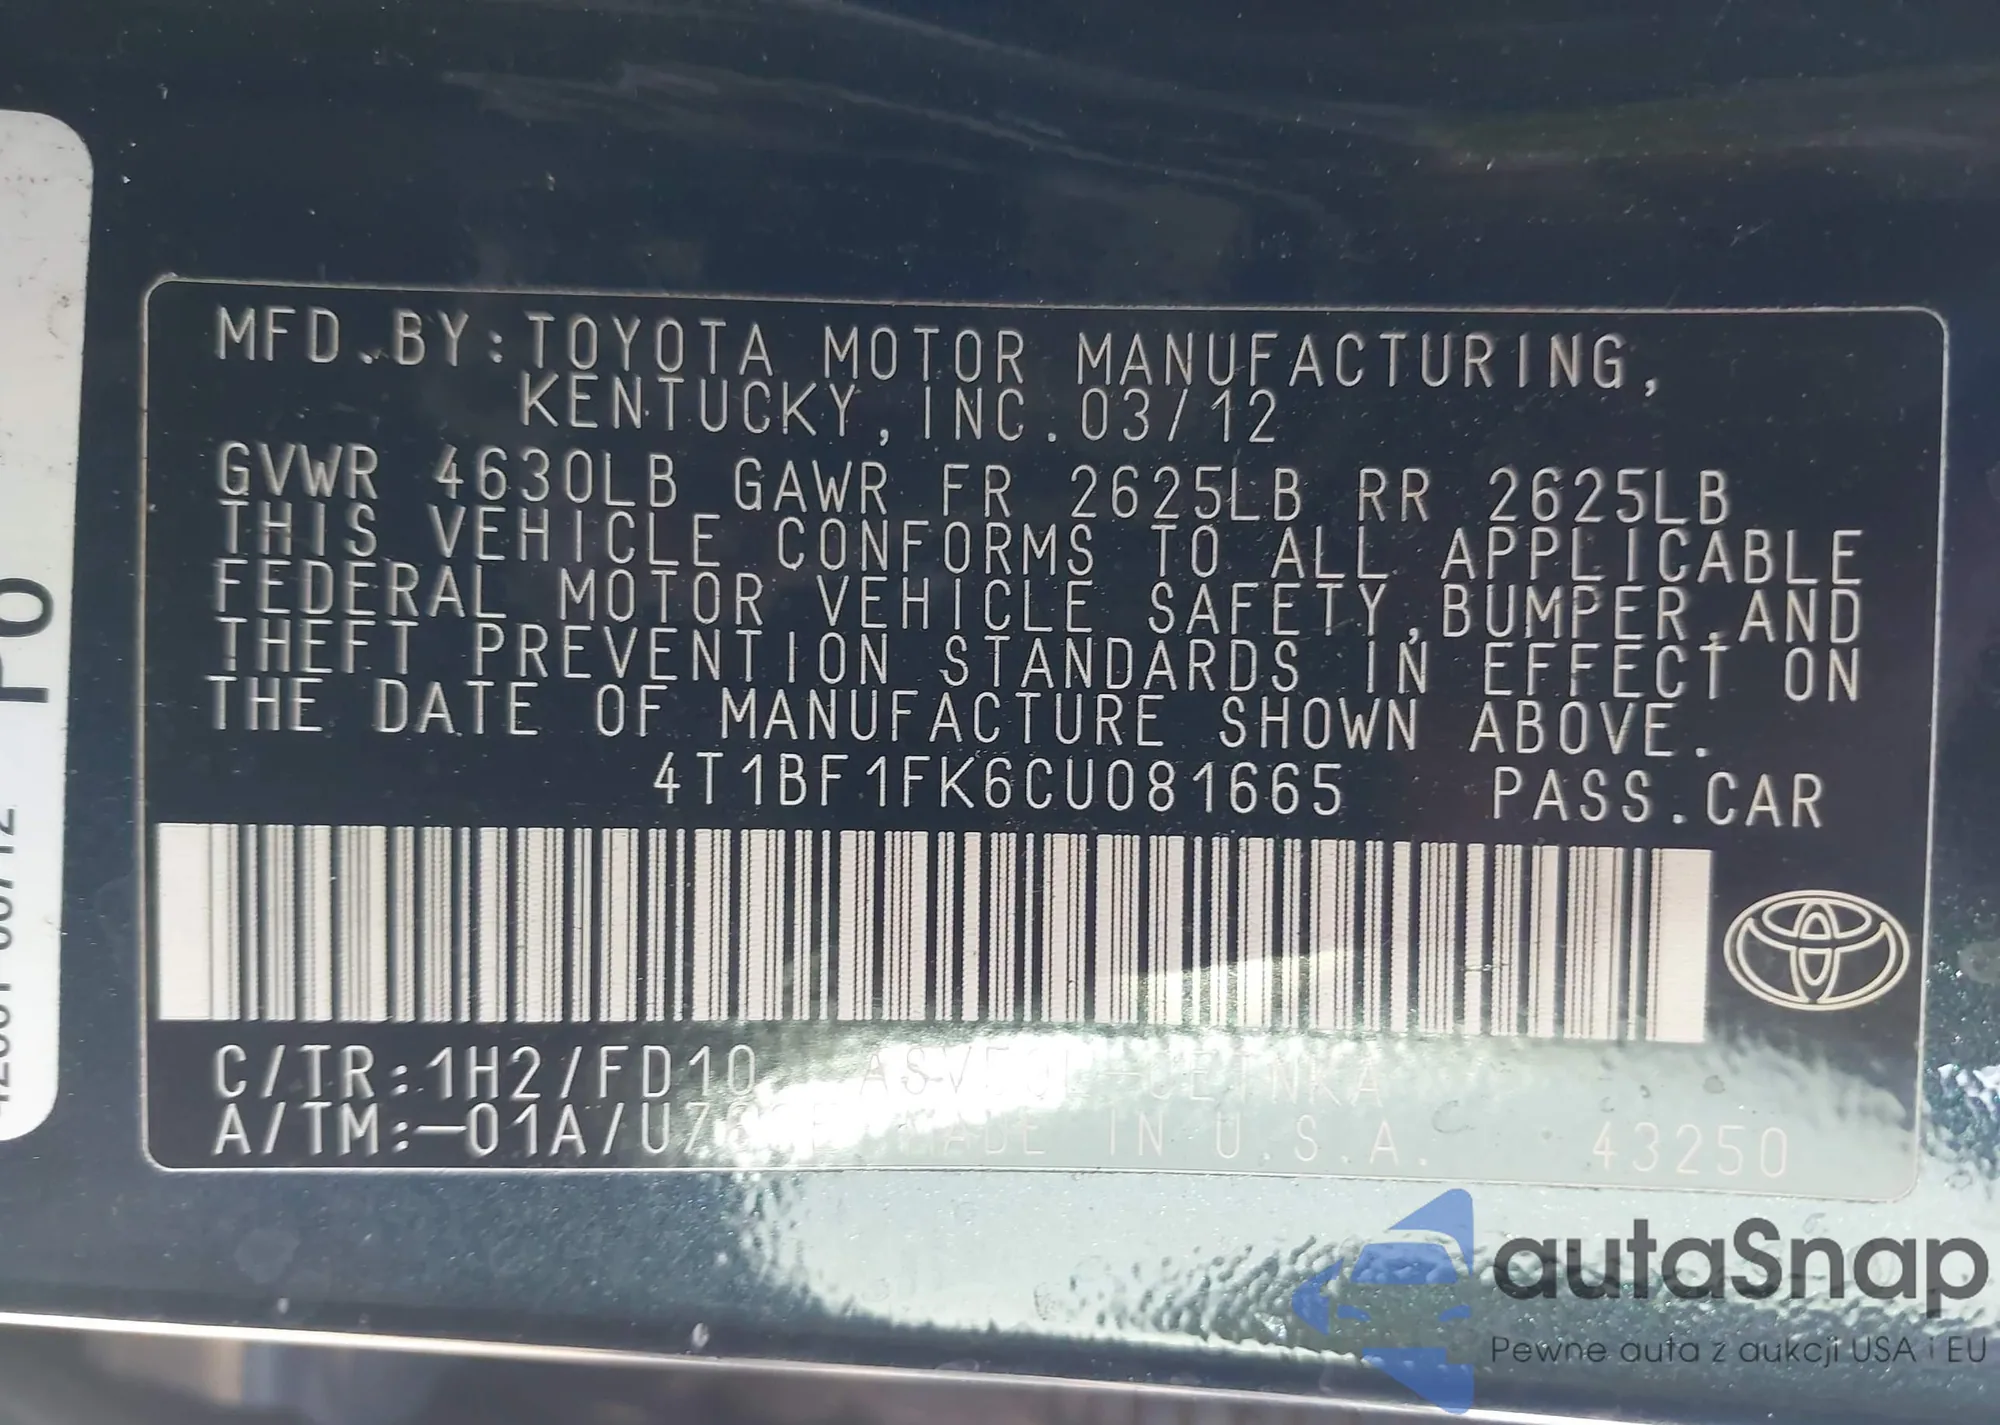 MFD.BY:TOYOTA MOTOR MANUFACTURING,
KENTUCKY,INC.03/12
GVWR 4630LB GAWR FR 2625LB RR 2625LB
THIS VEHICLE CONFORMS TO ALL APPLICABLE
FEDERAL MOTOR VEHICLE SAFETY,BUMPER,AND
THEFT PREVENTION STANDARDS IN EFFECT ON
THE DATE OF MANUFACTURE SHOWN ABOVE.
4T1BF1FK6CU081665 PASS.CAR
C/TR:1H2/FD10
A/TM:-01A/ MADE IN U.S.A. 43250
autaSnap
Pewne auta z aukcji USA i EU